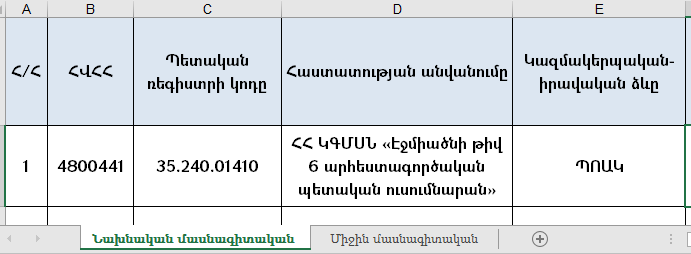 A B C D E
Հ/Հ ՀՎՀՀ Պետական ռեգիստրի կոդը Հաստատության անվանումը Կազմակերպական-իրավական ձևը
1 4800441 35.240.01410 ՀՀ ԿԳՄՍՆ «Էջմիածնի թիվ
6 արհեստագործական
պետական ուսումնարան» ՊՈԱԿ
Նախնական մասնագիտական Միջին մասնագիտական